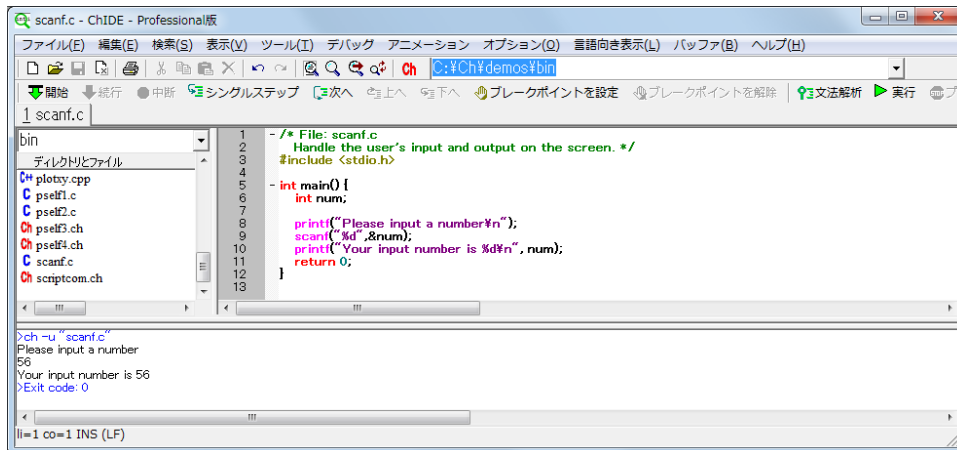 scanf.c - ChIDE - Professional版
ファイル(F) 編集(E) 検索(S) 表示(V) ツール(T) デバッグ アニメーション オプション(O) 言語向き表示(L) バッファ(B) ヘルプ(H)
Ch C:¥Ch¥demos¥bin
開始 続行 中断 シングルステップ 次へ 上へ 下へ ブレークポイントを設定 ブレークポイントを解除 文法解析 実行 プ
1 scanf.c
bin
ディレクトリとファイル
C++ plotxy.cpp
C pself1.c
C pself2.c
Ch pself3.ch
Ch pself4.ch
C scanf.c
Ch scriptcom.ch
1 - /* File: scanf.c
2 Handle the user's input and output on the screen. */
3 #include <stdio.h>
4
5 - int main() {
6 int num;
7
8 printf("Please input a number¥n");
9 scanf("%d",&num);
10 printf("Your input number is %d¥n", num);
11 return 0;
12 }
13
>ch -u "scanf.c"
Please input a number
56
Your input number is 56
>Exit code: 0
li=1 co=1 INS (LF)